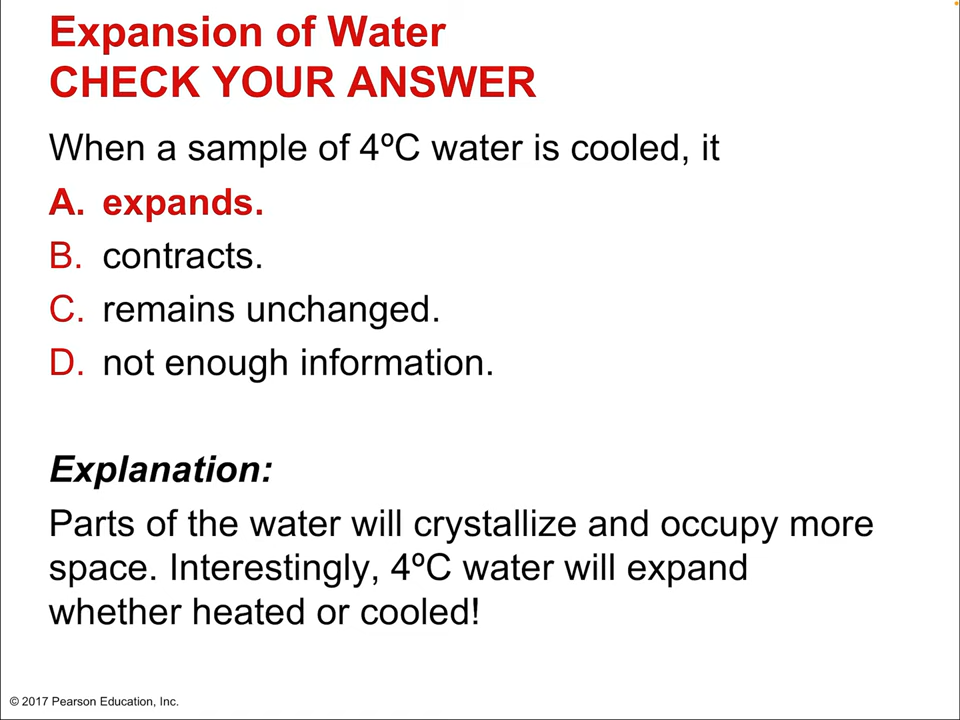 Expansion of Water
CHECK YOUR ANSWER
When a sample of 4ºC water is cooled, it
A. expands.
B. contracts.
C. remains unchanged.
D. not enough information.
Explanation:
Parts of the water will crystallize and occupy more
space. Interestingly, 4ºC water will expand
whether heated or cooled!
© 2017 Pearson Education, Inc.